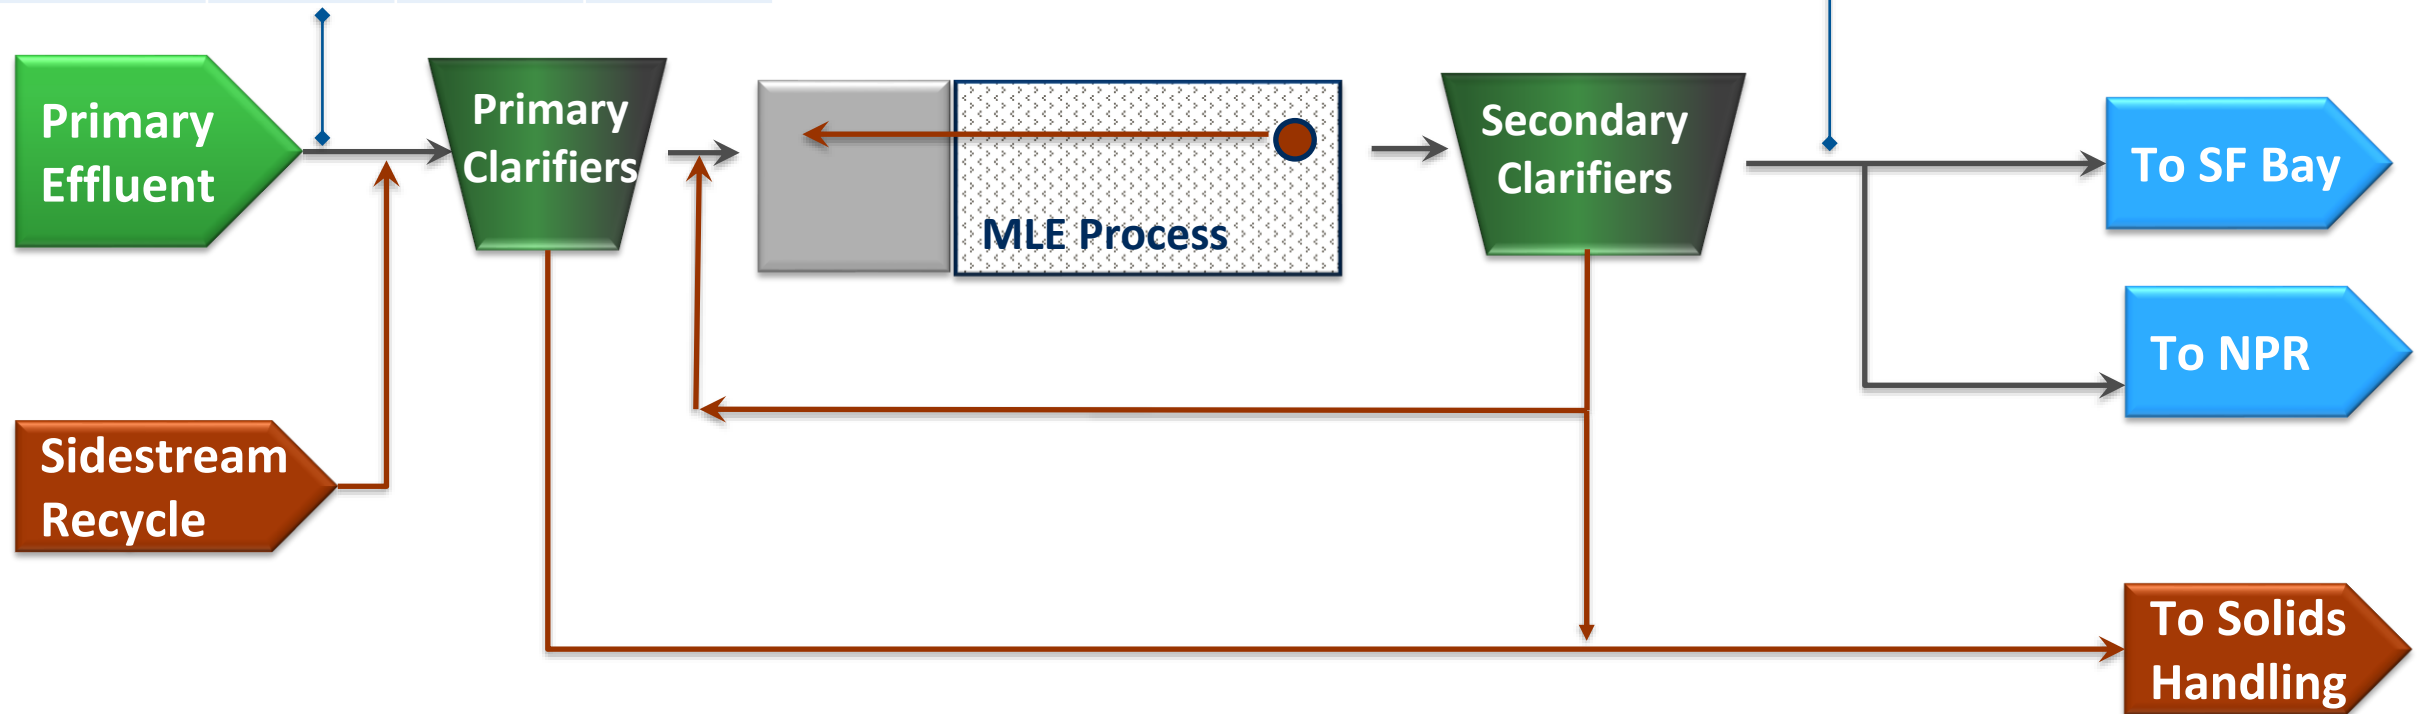 Primary
Effluent
Primary
Clarifiers
MLE Process
Secondary
Clarifiers
To SF Bay
To NPR
Sidestream
Recycle
To Solids
Handling